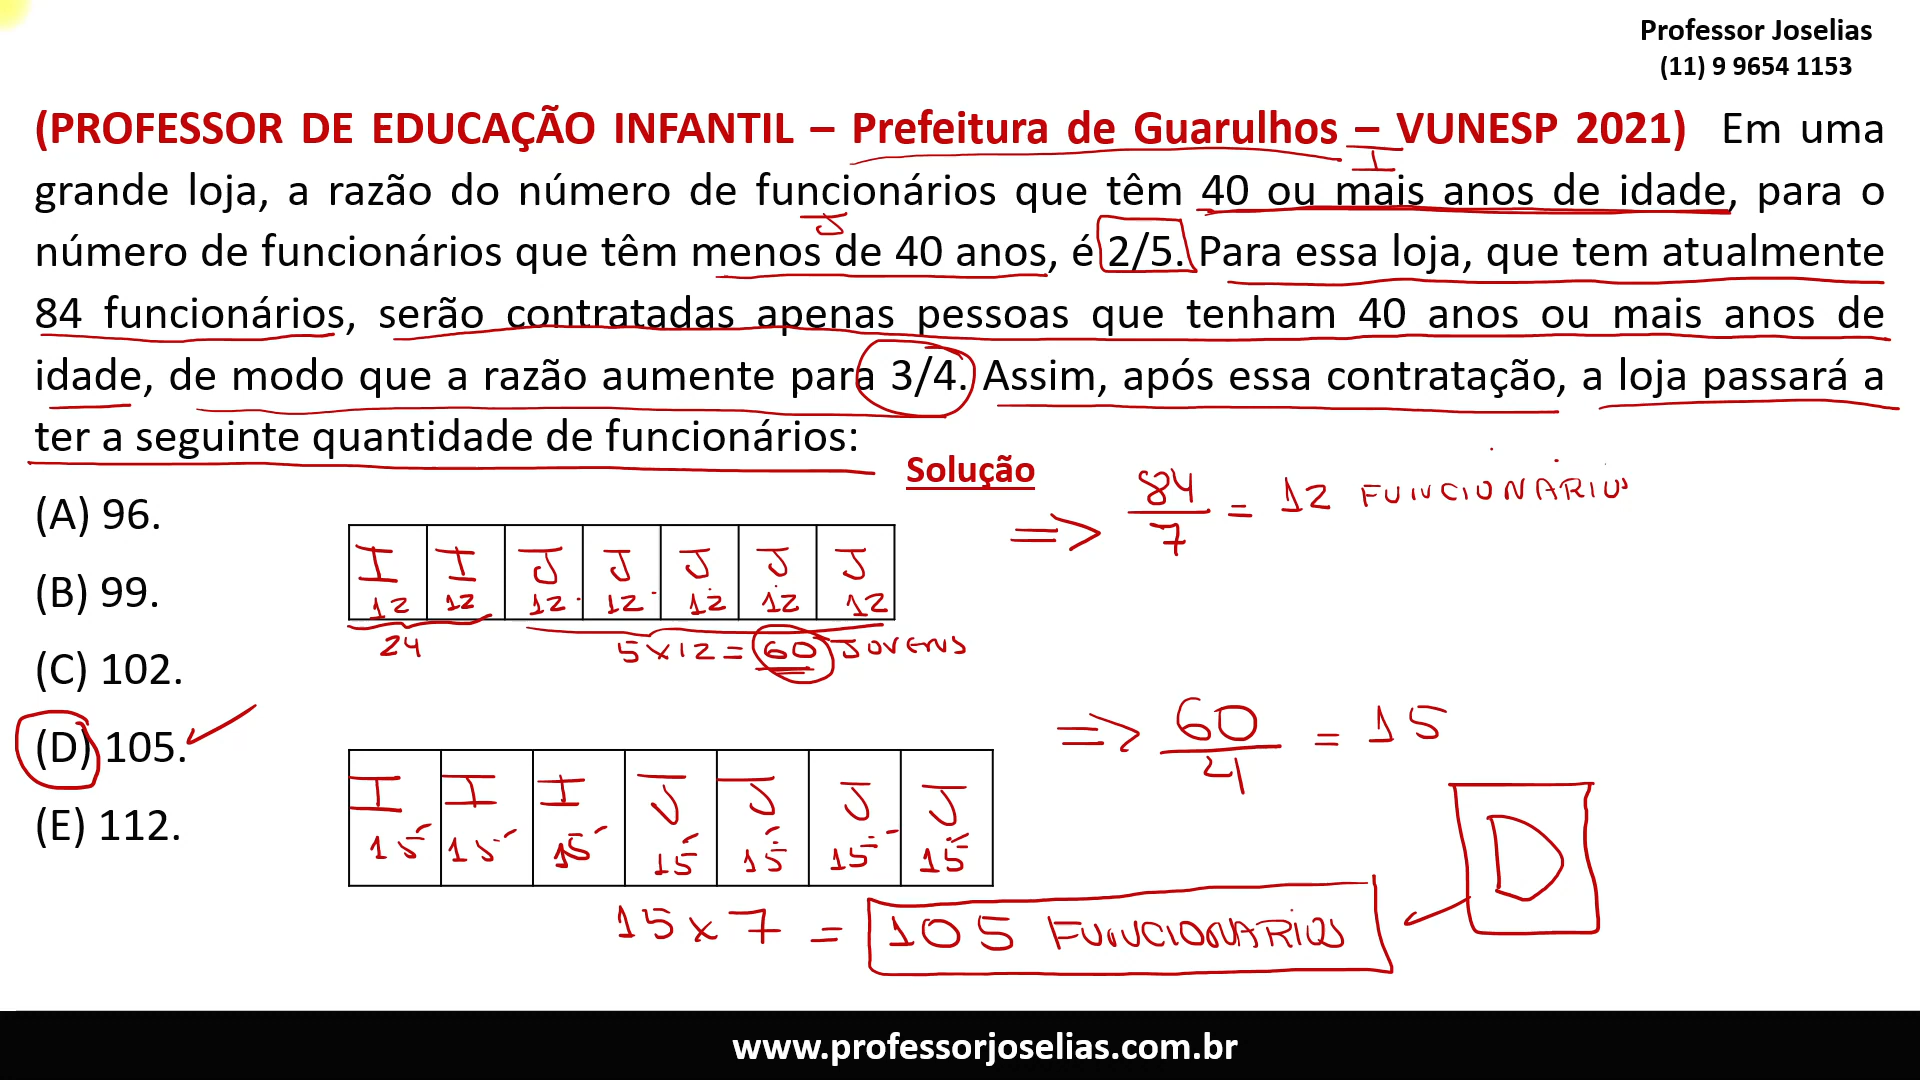 Professor Joselias
(11) 9 9654 1153
(PROFESSOR DE EDUCAÇÃO INFANTIL – Prefeitura de Guarulhos – VUNESP 2021) Em uma
I
grande loja, a razão do número de funcionários que têm 40 ou mais anos de idade, para o
J
número de funcionários que têm menos de 40 anos, é 2/5. Para essa loja, que tem atualmente
84 funcionários, serão contratadas apenas pessoas que tenham 40 anos ou mais anos de
idade, de modo que a razão aumente para 3/4. Assim, após essa contratação, a loja passará a
ter a seguinte quantidade de funcionários:
Solução
(A) 96.
(B) 99.
(C) 102.
(D) 105.
(E) 112.
⇒ 84/7 = 12 FUNCIONÁRIOS
I I J J J J J
12 12 12 12 12 12 12
24 5 × 12 = 60 JOVENS
⇒ 60/4 = 15
I I I J J J J
15 15 15 15 15 15 15
D
15 × 7 = 105 FUNCIONÁRIOS
www.professorjoselias.com.br